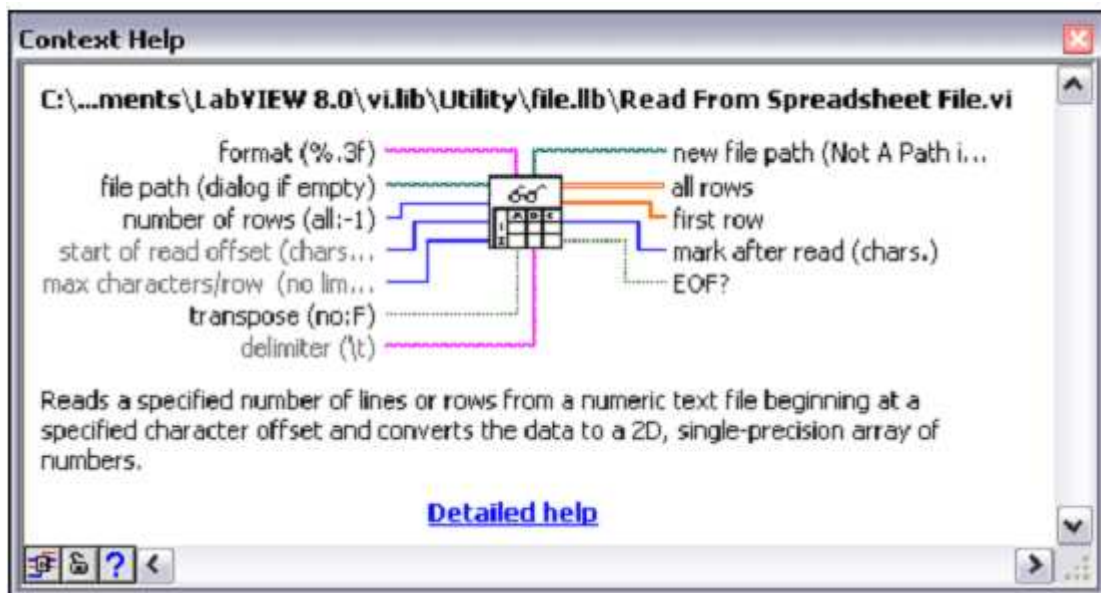 Context Help
C:\...ments\LabVIEW 8.0\vi.lib\Utility\file.llb\Read From Spreadsheet File.vi
format (%.3f)
new file path (Not A Path i...
file path (dialog if empty)
all rows
number of rows (all:-1)
first row
start of read offset (chars...
mark after read (chars.)
max characters/row (no lim...
EOF?
transpose (no:F)
delimiter (\t)
Reads a specified number of lines or rows from a numeric text file beginning at a
specified character offset and converts the data to a 2D, single-precision array of
numbers.
Detailed help